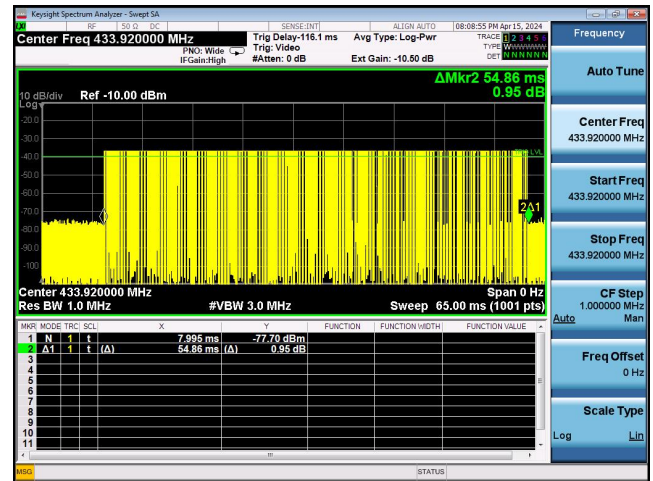 Keysight Spectrum Analyzer - Swept SA
RF 50 Ω DC SENSE:INT ALIGN AUTO 08:08:55 PM Apr 15, 2024
Center Freq 433.920000 MHz
PNO: Wide
IFGain:High
Trig Delay-116.1 ms
Trig: Video
#Atten: 0 dB
Avg Type: Log-Pwr
Ext Gain: -10.50 dB
TRACE 1 2 3 4 5 6
TYPE
DET N N N N N N
ΔMkr2 54.86 ms
0.95 dB
10 dB/div Ref -10.00 dBm
Log
-20.0
-30.0
-40.0
LVL
-50.0
-60.0
-70.0
2Δ1
-80.0
-90.0
-100
Center 433.920000 MHz Span 0 Hz
Res BW 1.0 MHz #VBW 3.0 MHz Sweep 65.00 ms (1001 pts)
MKR MODE TRC SCL X Y FUNCTION FUNCTION WIDTH FUNCTION VALUE
1 N 1 t 7.995 ms -77.70 dBm
2 Δ1 1 t (Δ) 54.86 ms (Δ) 0.95 dB
3
4
5
6
7
8
9
10
11
MSG STATUS
Frequency
Auto Tune
Center Freq
433.920000 MHz
Start Freq
433.920000 MHz
Stop Freq
433.920000 MHz
CF Step
1.000000 MHz
Auto Man
Freq Offset
0 Hz
Scale Type
Log Lin